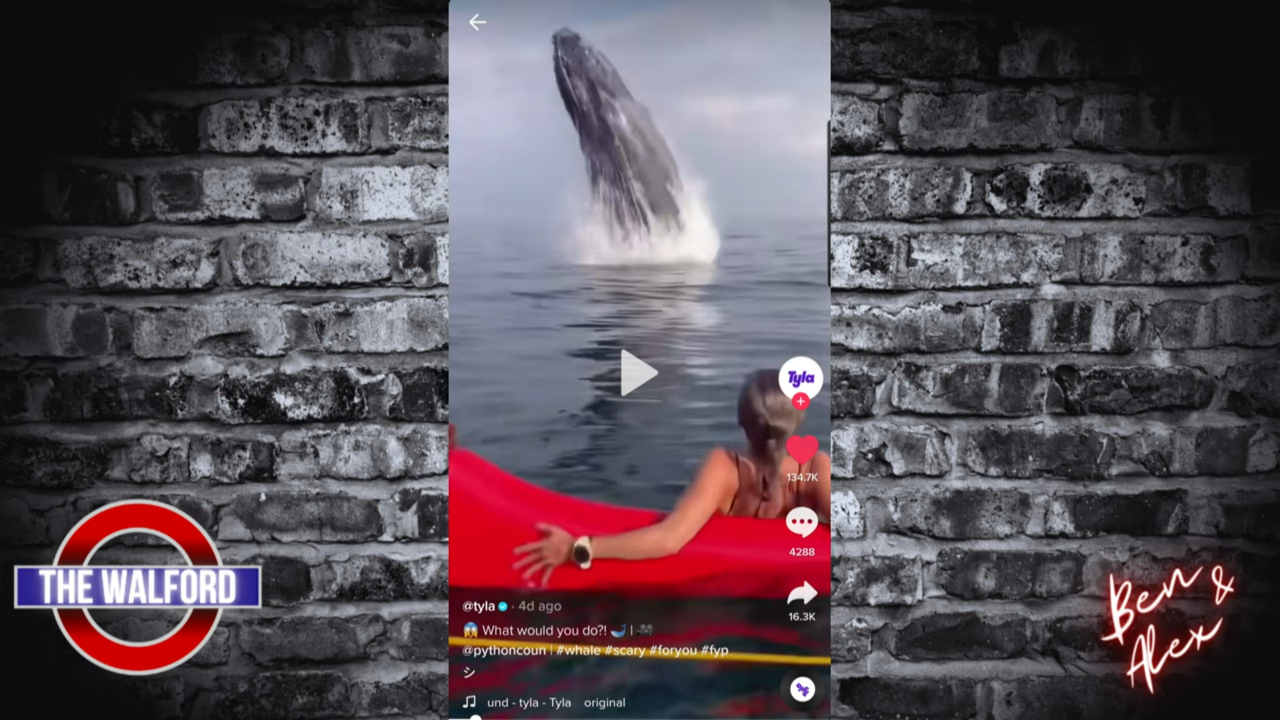 Tyla
134.7K
4288
16.3K
THE WALFORD
@tyla · 4d ago
😱 What would you do?! 🐋 | 🎥
@pythoncoun | #whale #scary #foryou #fyp
シ
und - tyla - Tyla original
Ben &
Alex